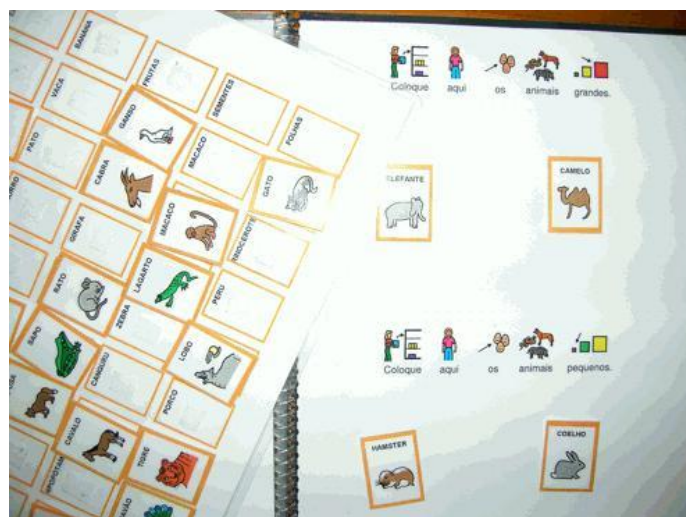 BANANA
FRUTAS
SEMENTES
FOLHAS
VACA
GANSO
MACACO
GATO
PATO
CABRA
MACACO
GIRAFA
LAGARTO
PERU
RATO
ZEBRA
LOBO
SAPO
CANGURU
PORCO
CAVALO
TIGRE
Coloque aqui os animais grandes.
ELEFANTE
CAMELO
Coloque aqui os animais pequenos.
HAMSTER
COELHO